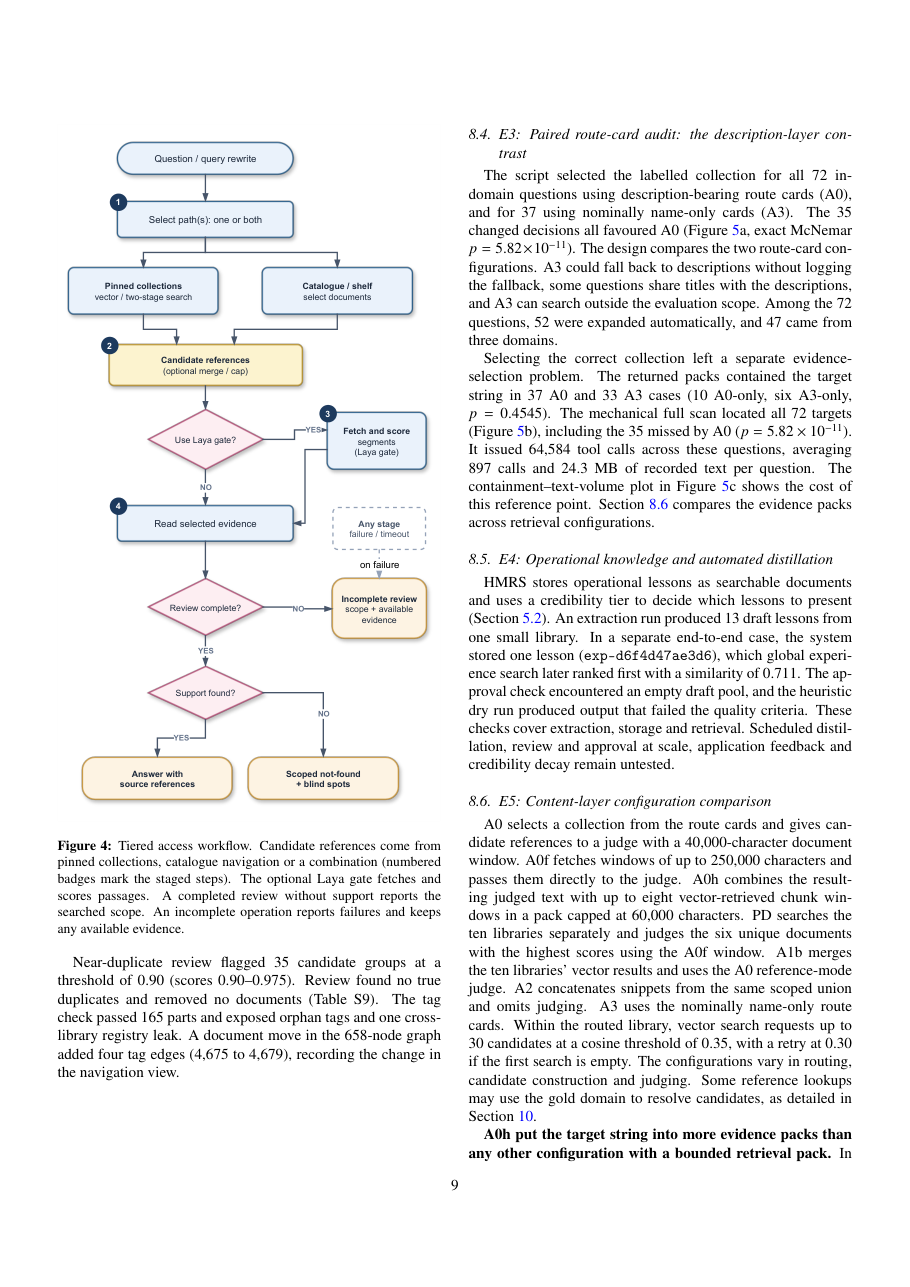 Question / query rewrite
1
Select path(s): one or both
Pinned collections
vector / two-stage search
Catalogue / shelf
select documents
2
Candidate references
(optional merge / cap)
Use Laya gate?
YES
3
Fetch and score
segments
(Laya gate)
NO
4
Read selected evidence
Any stage
failure / timeout
on failure
Review complete?
NO
Incomplete review
scope + available
evidence
YES
Support found?
NO
YES
Answer with
source references
Scoped not-found
+ blind spots
Figure 4: Tiered access workflow. Candidate references come from
pinned collections, catalogue navigation or a combination (numbered
badges mark the staged steps). The optional Laya gate fetches and
scores passages. A completed review without support reports the
searched scope. An incomplete operation reports failures and keeps
any available evidence.
Near-duplicate review flagged 35 candidate groups at a
threshold of 0.90 (scores 0.90–0.975). Review found no true
duplicates and removed no documents (Table S9). The tag
check passed 165 parts and exposed orphan tags and one cross-
library registry leak. A document move in the 658-node graph
added four tag edges (4,675 to 4,679), recording the change in
the navigation view.
8.4. E3: Paired route-card audit: the description-layer con-
trast
The script selected the labelled collection for all 72 in-
domain questions using description-bearing route cards (A0),
and for 37 using nominally name-only cards (A3). The 35
changed decisions all favoured A0 (Figure 5a, exact McNemar
p = 5.82×10⁻¹¹). The design compares the two route-card con-
figurations. A3 could fall back to descriptions without logging
the fallback, some questions share titles with the descriptions,
and A3 can search outside the evaluation scope. Among the 72
questions, 52 were expanded automatically, and 47 came from
three domains.
Selecting the correct collection left a separate evidence-
selection problem. The returned packs contained the target
string in 37 A0 and 33 A3 cases (10 A0-only, six A3-only,
p = 0.4545). The mechanical full scan located all 72 targets
(Figure 5b), including the 35 missed by A0 (p = 5.82 × 10⁻¹¹).
It issued 64,584 tool calls across these questions, averaging
897 calls and 24.3 MB of recorded text per question. The
containment–text-volume plot in Figure 5c shows the cost of
this reference point. Section 8.6 compares the evidence packs
across retrieval configurations.
8.5. E4: Operational knowledge and automated distillation
HMRS stores operational lessons as searchable documents
and uses a credibility tier to decide which lessons to present
(Section 5.2). An extraction run produced 13 draft lessons from
one small library. In a separate end-to-end case, the system
stored one lesson (exp-d6f4d47ae3d6), which global experi-
ence search later ranked first with a similarity of 0.711. The ap-
proval check encountered an empty draft pool, and the heuristic
dry run produced output that failed the quality criteria. These
checks cover extraction, storage and retrieval. Scheduled distil-
lation, review and approval at scale, application feedback and
credibility decay remain untested.
8.6. E5: Content-layer configuration comparison
A0 selects a collection from the route cards and gives can-
didate references to a judge with a 40,000-character document
window. A0f fetches windows of up to 250,000 characters and
passes them directly to the judge. A0h combines the result-
ing judged text with up to eight vector-retrieved chunk win-
dows in a pack capped at 60,000 characters. PD searches the
ten libraries separately and judges the six unique documents
with the highest scores using the A0f window. A1b merges
the ten libraries' vector results and uses the A0 reference-mode
judge. A2 concatenates snippets from the same scoped union
and omits judging. A3 uses the nominally name-only route
cards. Within the routed library, vector search requests up to
30 candidates at a cosine threshold of 0.35, with a retry at 0.30
if the first search is empty. The configurations vary in routing,
candidate construction and judging. Some reference lookups
may use the gold domain to resolve candidates, as detailed in
Section 10.
A0h put the target string into more evidence packs than
any other configuration with a bounded retrieval pack. In
9